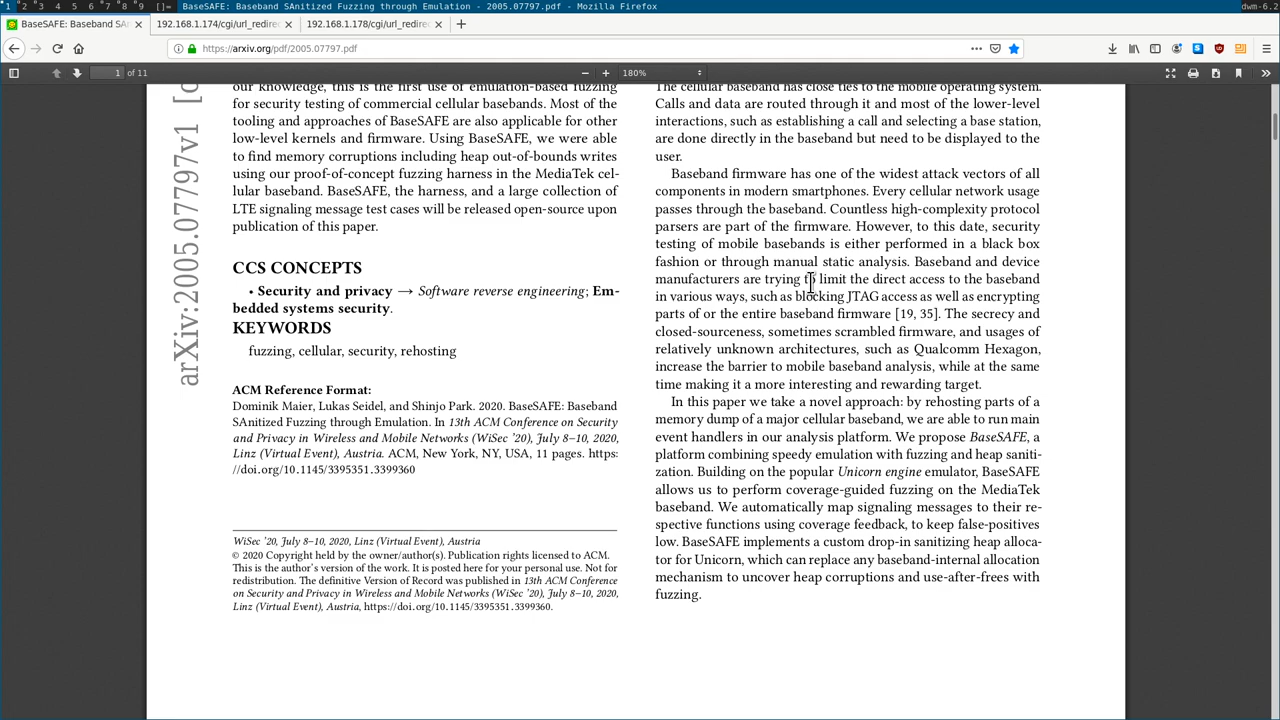 1 2 3 4 5 6 7 8 9 []= BaseSAFE: Baseband SAnitized Fuzzing through Emulation - 2005.07797.pdf - Mozilla Firefox dwm-6.2
BaseSAFE: Baseband SAn
192.168.1.174/cgi/url_redirec
192.168.1.178/cgi/url_redirec
https://arxiv.org/pdf/2005.07797.pdf
1 of 11
180%
arXiv:2005.07797v1 [c
our knowledge, this is the first use of emulation-based fuzzing
for security testing of commercial cellular basebands. Most of the
tooling and approaches of BaseSAFE are also applicable for other
low-level kernels and firmware. Using BaseSAFE, we were able
to find memory corruptions including heap out-of-bounds writes
using our proof-of-concept fuzzing harness in the MediaTek cel-
lular baseband. BaseSAFE, the harness, and a large collection of
LTE signaling message test cases will be released open-source upon
publication of this paper.
CCS CONCEPTS
• Security and privacy → Software reverse engineering; Em-
bedded systems security.
KEYWORDS
fuzzing, cellular, security, rehosting
ACM Reference Format:
Dominik Maier, Lukas Seidel, and Shinjo Park. 2020. BaseSAFE: Baseband
SAnitized Fuzzing through Emulation. In 13th ACM Conference on Security
and Privacy in Wireless and Mobile Networks (WiSec '20), July 8–10, 2020,
Linz (Virtual Event), Austria. ACM, New York, NY, USA, 11 pages. https:
//doi.org/10.1145/3395351.3399360
WiSec '20, July 8–10, 2020, Linz (Virtual Event), Austria
© 2020 Copyright held by the owner/author(s). Publication rights licensed to ACM.
This is the author's version of the work. It is posted here for your personal use. Not for
redistribution. The definitive Version of Record was published in 13th ACM Conference
on Security and Privacy in Wireless and Mobile Networks (WiSec '20), July 8–10, 2020,
Linz (Virtual Event), Austria, https://doi.org/10.1145/3395351.3399360.
The cellular baseband has close ties to the mobile operating system.
Calls and data are routed through it and most of the lower-level
interactions, such as establishing a call and selecting a base station,
are done directly in the baseband but need to be displayed to the
user.
Baseband firmware has one of the widest attack vectors of all
components in modern smartphones. Every cellular network usage
passes through the baseband. Countless high-complexity protocol
parsers are part of the firmware. However, to this date, security
testing of mobile basebands is either performed in a black box
fashion or through manual static analysis. Baseband and device
manufacturers are trying to limit the direct access to the baseband
in various ways, such as blocking JTAG access as well as encrypting
parts of or the entire baseband firmware [19, 35]. The secrecy and
closed-sourceness, sometimes scrambled firmware, and usages of
relatively unknown architectures, such as Qualcomm Hexagon,
increase the barrier to mobile baseband analysis, while at the same
time making it a more interesting and rewarding target.
In this paper we take a novel approach: by rehosting parts of a
memory dump of a major cellular baseband, we are able to run main
event handlers in our analysis platform. We propose BaseSAFE, a
platform combining speedy emulation with fuzzing and heap saniti-
zation. Building on the popular Unicorn engine emulator, BaseSAFE
allows us to perform coverage-guided fuzzing on the MediaTek
baseband. We automatically map signaling messages to their re-
spective functions using coverage feedback, to keep false-positives
low. BaseSAFE implements a custom drop-in sanitizing heap alloca-
tor for Unicorn, which can replace any baseband-internal allocation
mechanism to uncover heap corruptions and use-after-frees with
fuzzing.